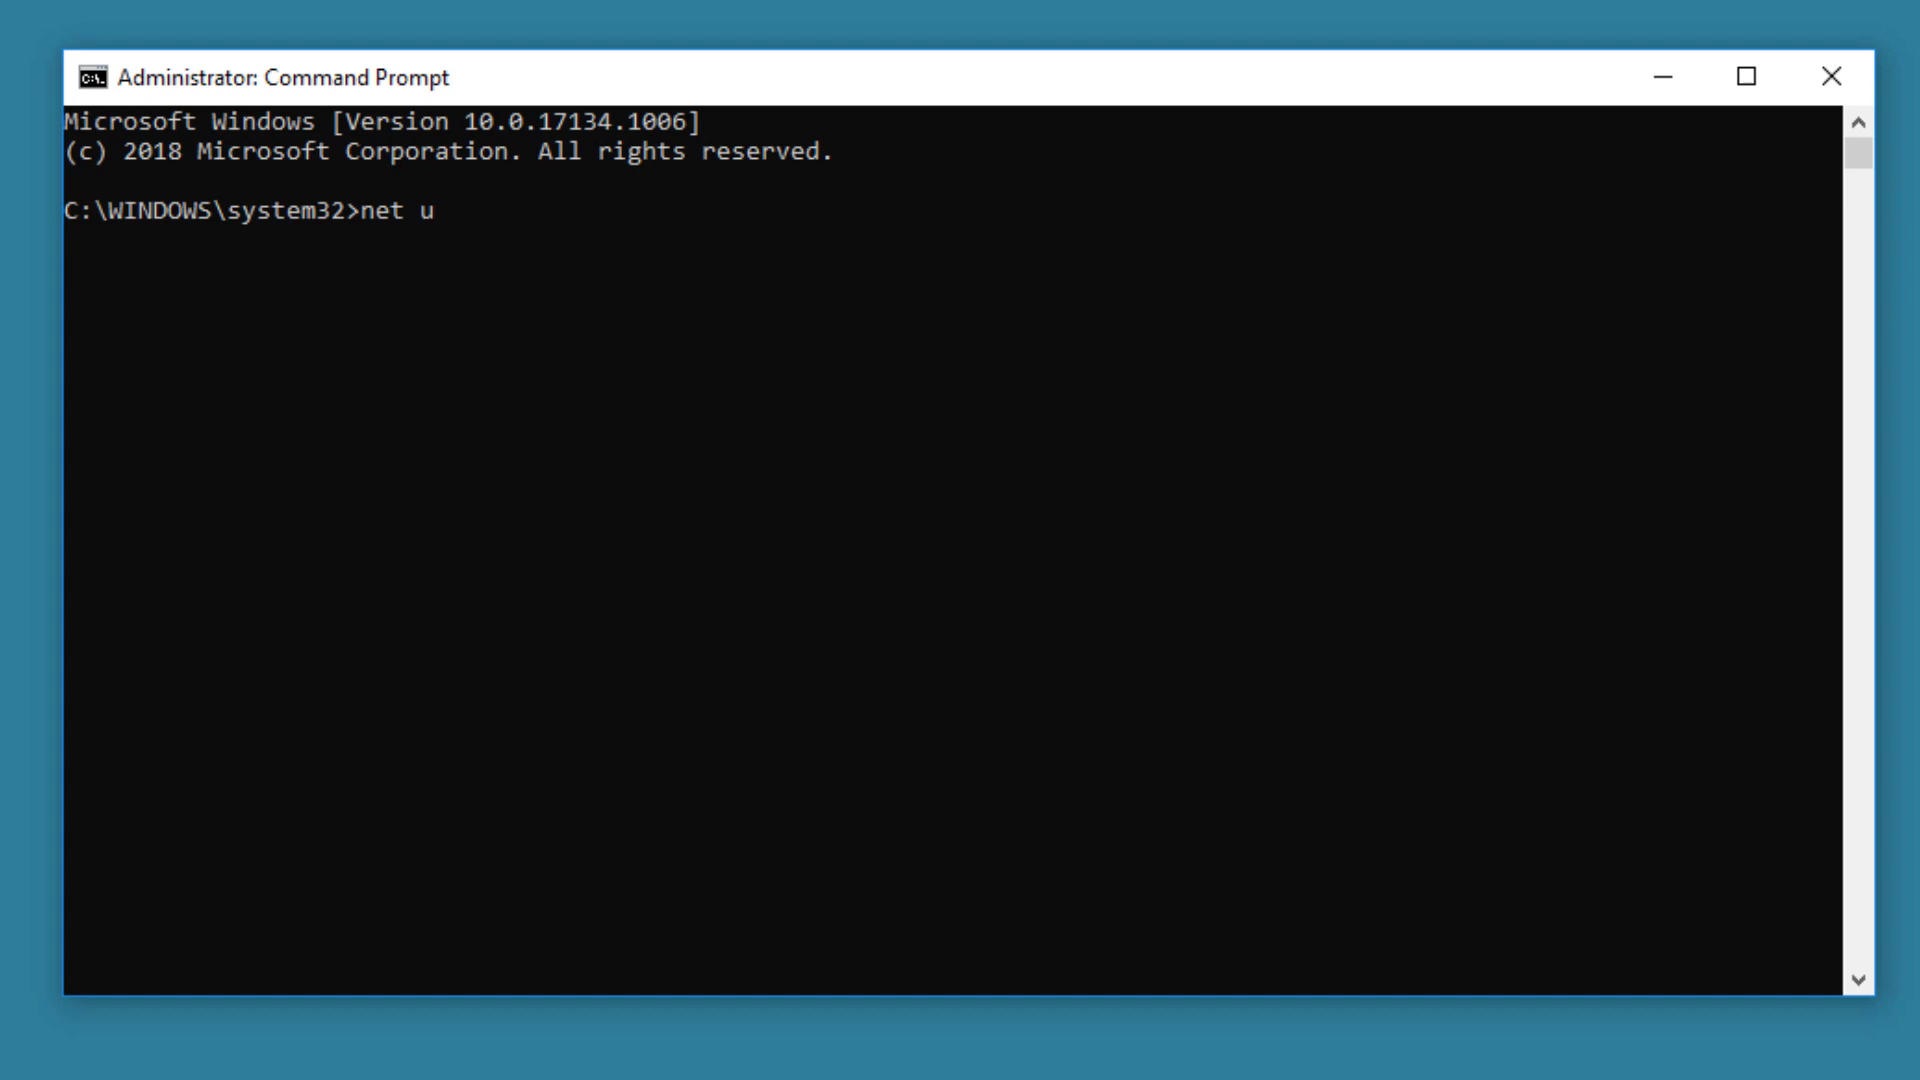 Administrator: Command Prompt
Microsoft Windows [Version 10.0.17134.1006]
(c) 2018 Microsoft Corporation. All rights reserved.
C:\WINDOWS\system32>net u